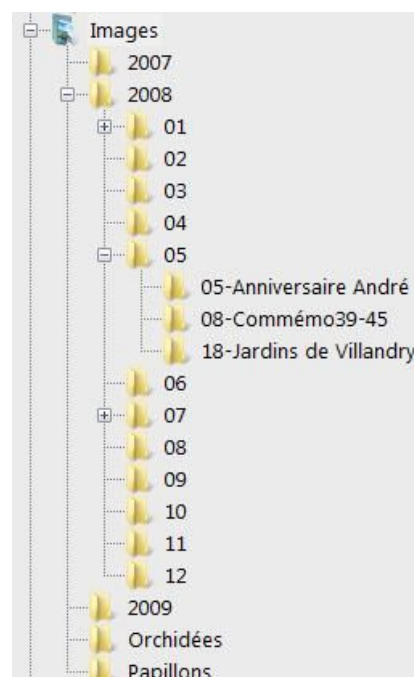 Images
2007
2008
01
02
03
04
05
05-Anniversaire André
08-Commémo39-45
18-Jardins de Villandry
06
07
08
09
10
11
12
2009
Orchidées
Papillons